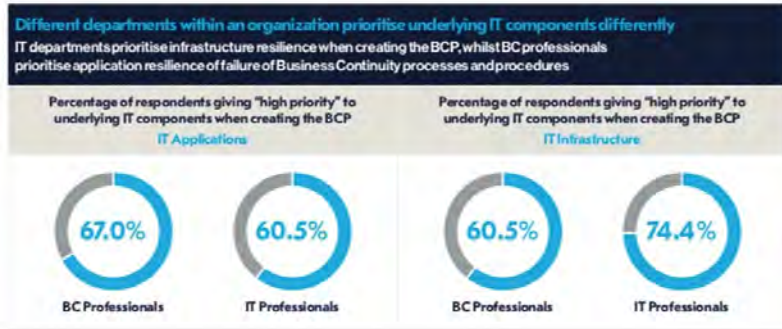 Different departments within an organization prioritise underlying IT components differently
IT departments prioritise infrastructure resilience when creating the BCP, whilst BC professionals
prioritise application resilience of failure of Business Continuity processes and procedures
Percentage of respondents giving "high priority" to
underlying IT components when creating the BCP
IT Applications
Percentage of respondents giving "high priority" to
underlying IT components when creating the BCP
IT Infrastructure
67.0%
60.5%
60.5%
74.4%
BC Professionals
IT Professionals
BC Professionals
IT Professionals